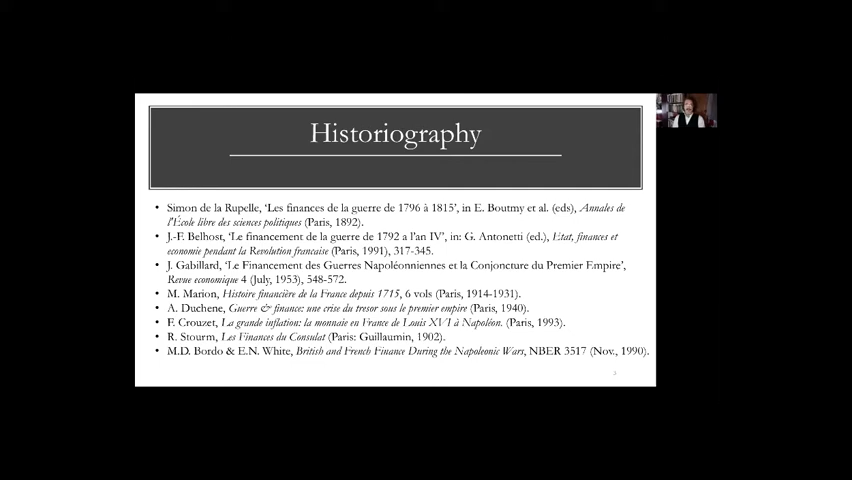 Historiography
• Simon de la Rupelle, ‘Les finances de la guerre de 1796 à 1815’, in E. Boutmy et al. (eds), Annales de
l'École libre des sciences politiques (Paris, 1892).
• J.-F. Belhost, ‘Le financement de la guerre de 1792 a l'an IV’, in: G. Antonetti (ed.), Etat, finances et
economie pendant la Revolution francaise (Paris, 1991), 317-345.
• J. Gabillard, ‘Le Financement des Guerres Napoléonniennes et la Conjoncture du Premier Empire’,
Revue economique 4 (July, 1953), 548-572.
• M. Marion, Histoire financière de la France depuis 1715, 6 vols (Paris, 1914-1931).
• A. Duchene, Guerre & finance: une crise du tresor sous le premier empire (Paris, 1940).
• F. Crouzet, La grande inflation: la monnaie en France de Louis XVI à Napoléon. (Paris, 1993).
• R. Stourm, Les Finances du Consulat (Paris: Guillaumin, 1902).
• M.D. Bordo & E.N. White, British and French Finance During the Napoleonic Wars, NBER 3517 (Nov., 1990).